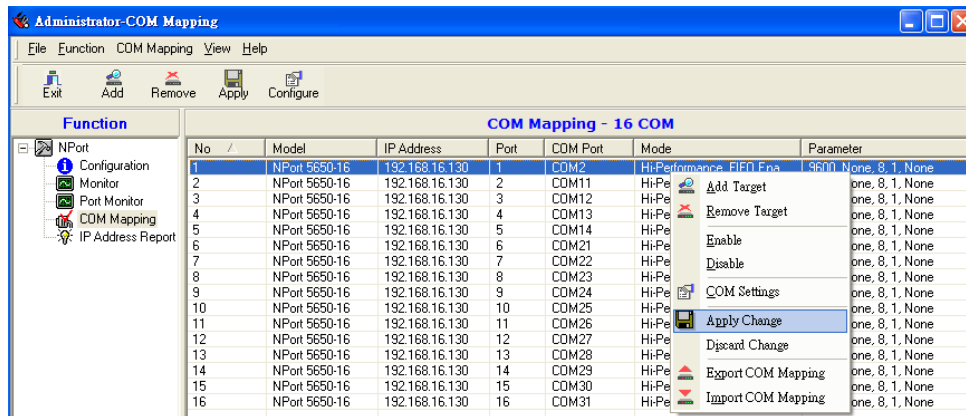 Administrator-COM Mapping
File Function COM Mapping View Help
Exit Add Remove Apply Configure
Function
COM Mapping - 16 COM
NPort
Configuration
Monitor
Port Monitor
COM Mapping
IP Address Report
No Model IP Address Port COM Port Mode Parameter
1 NPort 5650-16 192.168.16.130 1 COM2 Hi-Performance, FIFO Ena... 9600, None, 8, 1, None
2 NPort 5650-16 192.168.16.130 2 COM11 Hi-Pe one, 8, 1, None
3 NPort 5650-16 192.168.16.130 3 COM12 Hi-Pe one, 8, 1, None
4 NPort 5650-16 192.168.16.130 4 COM13 Hi-Pe one, 8, 1, None
5 NPort 5650-16 192.168.16.130 5 COM14 Hi-Pe one, 8, 1, None
6 NPort 5650-16 192.168.16.130 6 COM21 Hi-Pe one, 8, 1, None
7 NPort 5650-16 192.168.16.130 7 COM22 Hi-Pe one, 8, 1, None
8 NPort 5650-16 192.168.16.130 8 COM23 Hi-Pe one, 8, 1, None
9 NPort 5650-16 192.168.16.130 9 COM24 Hi-Pe one, 8, 1, None
10 NPort 5650-16 192.168.16.130 10 COM25 Hi-Pe one, 8, 1, None
11 NPort 5650-16 192.168.16.130 11 COM26 Hi-Pe one, 8, 1, None
12 NPort 5650-16 192.168.16.130 12 COM27 Hi-Pe one, 8, 1, None
13 NPort 5650-16 192.168.16.130 13 COM28 Hi-Pe one, 8, 1, None
14 NPort 5650-16 192.168.16.130 14 COM29 Hi-Pe one, 8, 1, None
15 NPort 5650-16 192.168.16.130 15 COM30 Hi-Pe one, 8, 1, None
16 NPort 5650-16 192.168.16.130 16 COM31 Hi-Pe one, 8, 1, None
Add Target
Remove Target
Enable
Disable
COM Settings
Apply Change
Discard Change
Export COM Mapping
Import COM Mapping